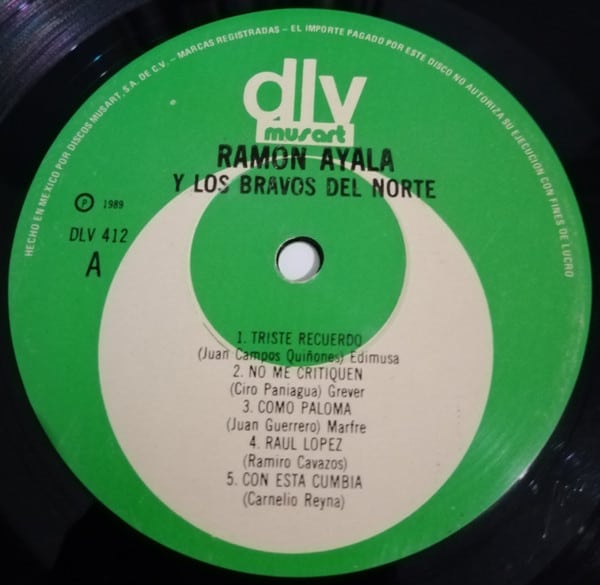 HECHO EN MEXICO POR DISCOS MUSART, S.A. DE C.V. – MARCAS REGISTRADAS – EL IMPORTE PAGADO POR ESTE DISCO NO AUTORIZA SU EJECUCION CON FINES DE LUCRO
dlv
musart
RAMON AYALA
Y LOS BRAVOS DEL NORTE
Ⓟ 1989
DLV 412
A
1. TRISTE RECUERDO
(Juan Campos Quiñones) Edimusa
2. NO ME CRITIQUEN
(Ciro Paniagua) Grever
3. COMO PALOMA
(Juan Guerrero) Marfre
4. RAUL LOPEZ
(Ramiro Cavazos)
5. CON ESTA CUMBIA
(Carnelio Reyna)